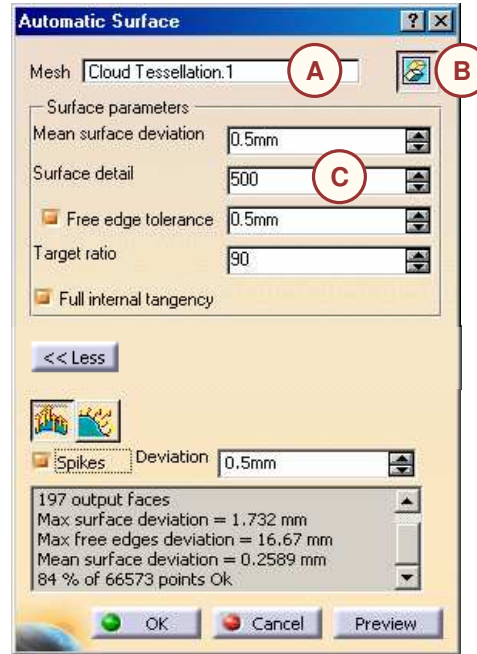 Automatic Surface ? X
Mesh Cloud Tessellation.1 A B
Surface parameters
Mean surface deviation 0.5mm
Surface detail 500 C
Free edge tolerance 0.5mm
Target ratio 90
Full internal tangency
<< Less
Spikes Deviation 0.5mm
197 output faces
Max surface deviation = 1.732 mm
Max free edges deviation = 16.67 mm
Mean surface deviation = 0.2589 mm
84 % of 66573 points Ok
OK Cancel Preview